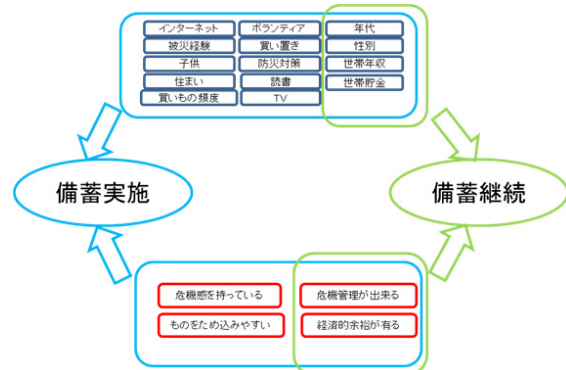 インターネット
ボランティア
年代
被災経験
買い置き
性別
子供
防災対策
世帯年収
住まい
読書
世帯貯金
買いもの頻度
TV
備蓄実施
備蓄継続
危機感を持っている
危機管理が出来る
ものをため込みやすい
経済的余裕が有る